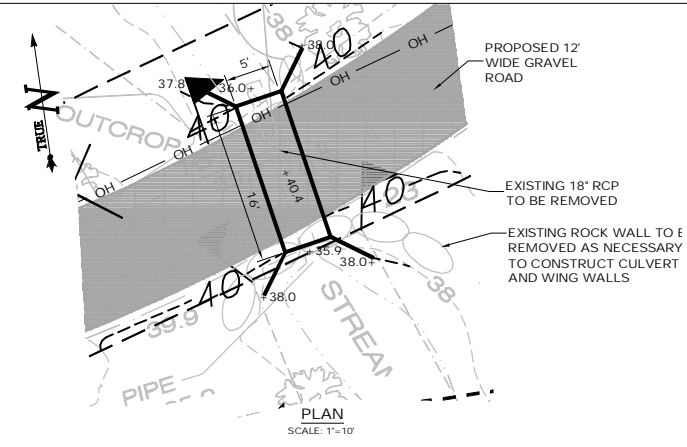 38
+38.0
40
OH
5'
37.8
36.0+
OH
40
PROPOSED 12'
WIDE GRAVEL
ROAD
N
TRUE
OUTCROP
OH
OH
16'
+40.4
EXISTING 18" RCP
TO BE REMOVED
40
23
EXISTING ROCK WALL TO
REMOVED AS NECESSARY
TO CONSTRUCT CULVERT
AND WING WALLS
+35.9
38.0+
40
+38.0
38
39.9
STREAM
PIPE
PLAN
SCALE: 1"=10'